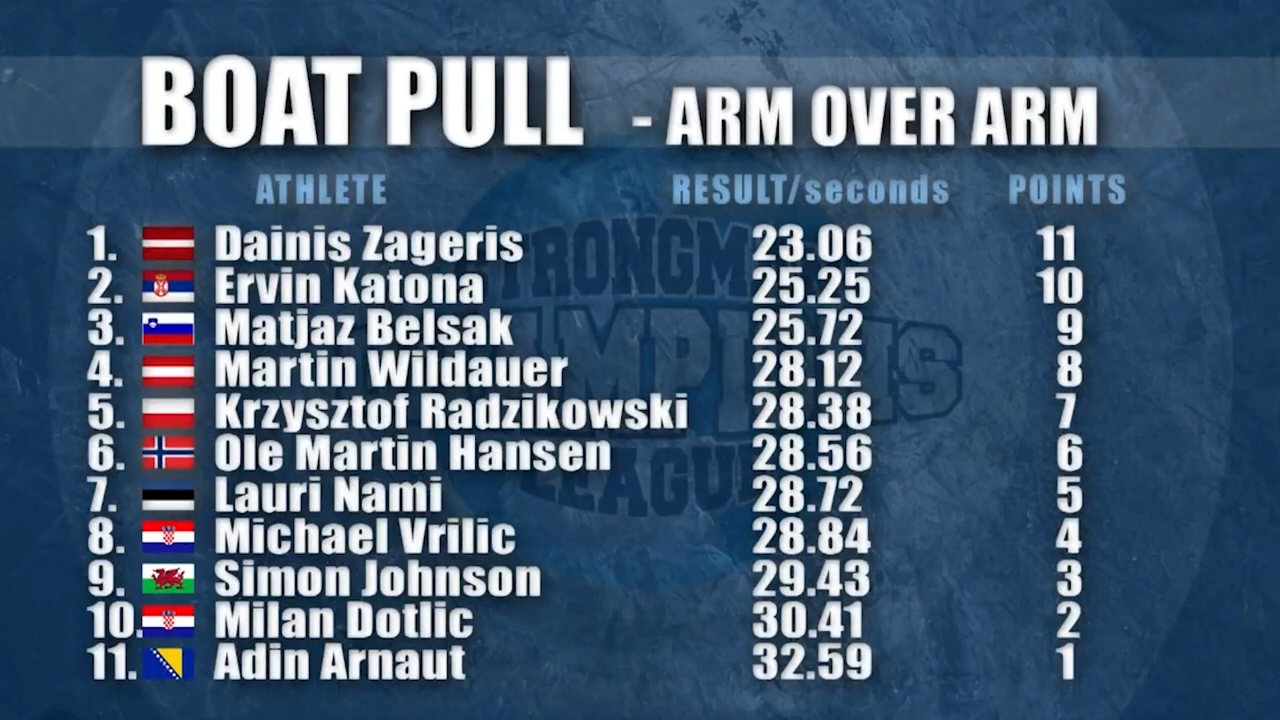 BOAT PULL - ARM OVER ARM
ATHLETE RESULT/seconds POINTS
1. Dainis Zageris 23.06 11
2. Ervin Katona 25.25 10
3. Matjaz Belsak 25.72 9
4. Martin Wildauer 28.12 8
5. Krzysztof Radzikowski 28.38 7
6. Ole Martin Hansen 28.56 6
7. Lauri Nami 28.72 5
8. Michael Vrilic 28.84 4
9. Simon Johnson 29.43 3
10. Milan Dotlic 30.41 2
11. Adin Arnaut 32.59 1